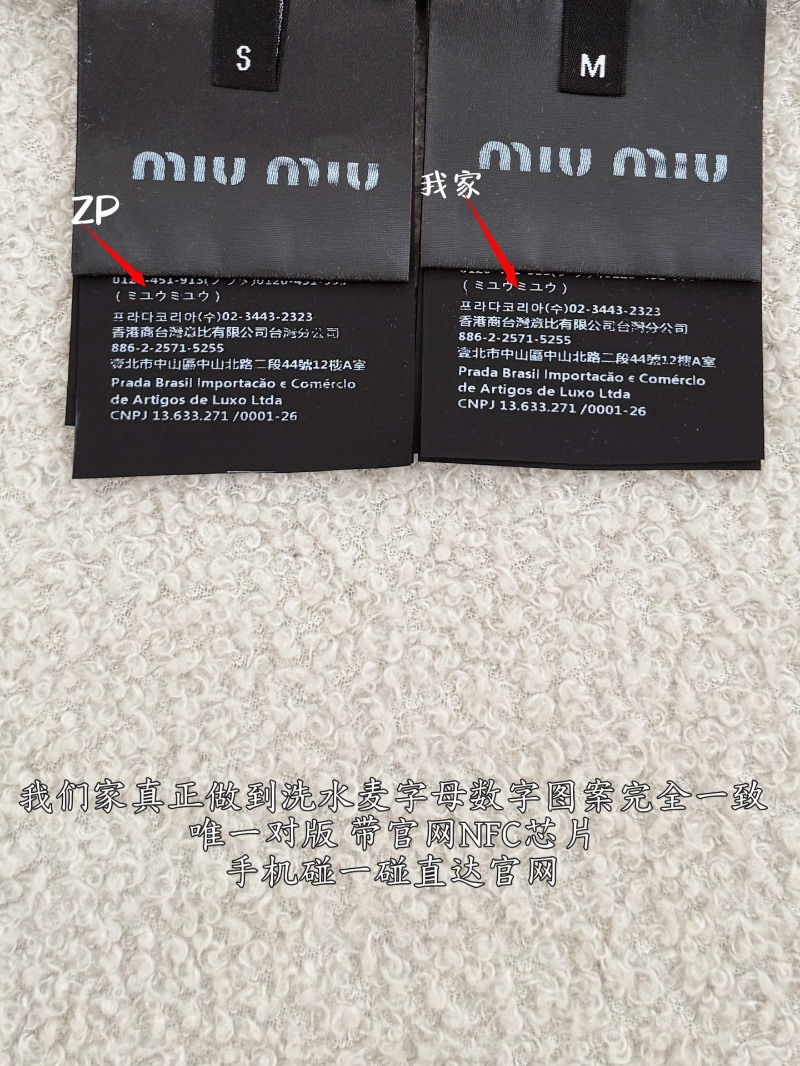 S
MIU MIU
ZP
(ミユウミユウ)
프라다코리아(수)02-3443-2323
香港商台灣意比有限公司台灣分公司
886-2-2571-5255
臺北市中山區中山北路二段44號12樓A室
Prada Brasil Importacão e Comércio
de Artigos de Luxo Ltda
CNPJ 13.633.271 /0001-26
M
MIU MIU
我家
(ミユウミユウ)
프라다코리아(수)02-3443-2323
香港商台灣意比有限公司台灣分公司
886-2-2571-5255
臺北市中山區中山北路二段44號12樓A室
Prada Brasil Importacão e Comércio
de Artigos de Luxo Ltda
CNPJ 13.633.271 /0001-26
我们家真正做到洗水麦字母数字图案完全一致
唯一对版 带官网NFC芯片
手机碰一碰直达官网